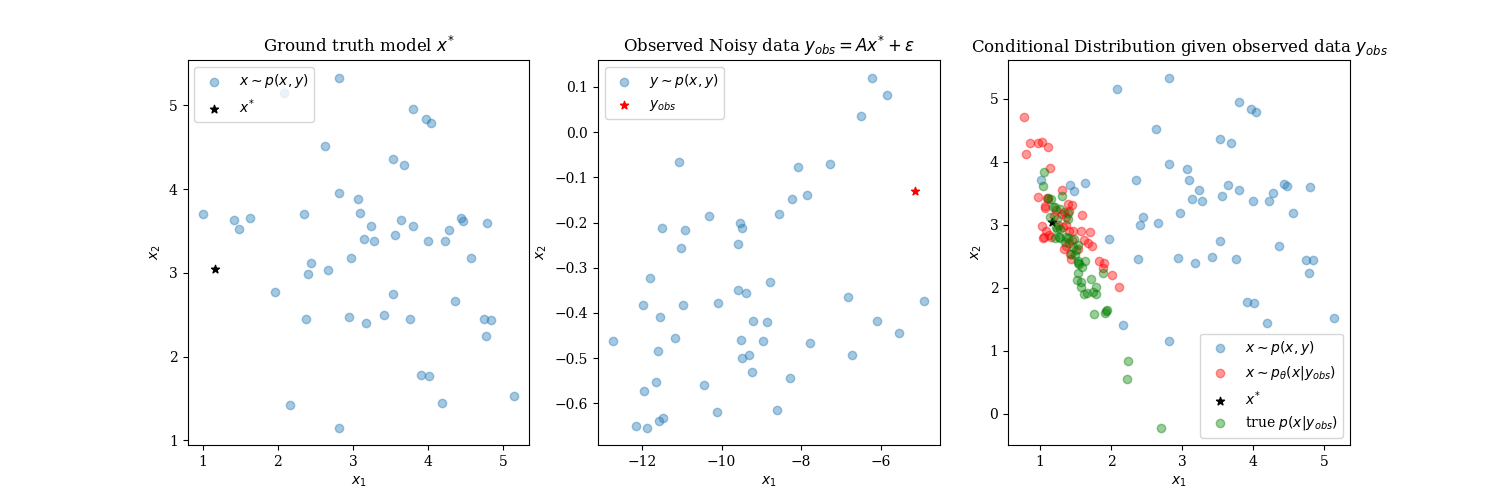 Ground truth model x*
x ~ p(x, y)
x*
5
4
3
2
1
x₂
1 2 3 4 5
x₁
Observed Noisy data y_obs = Ax* + ε
y ~ p(x, y)
y_obs
0.1
0.0
−0.1
−0.2
−0.3
−0.4
−0.5
−0.6
x₂
−12 −10 −8 −6
x₁
Conditional Distribution given observed data y_obs
5
4
3
2
1
0
x₂
x ~ p(x, y)
x ~ p_θ(x|y_obs)
x*
true p(x|y_obs)
1 2 3 4 5
x₁